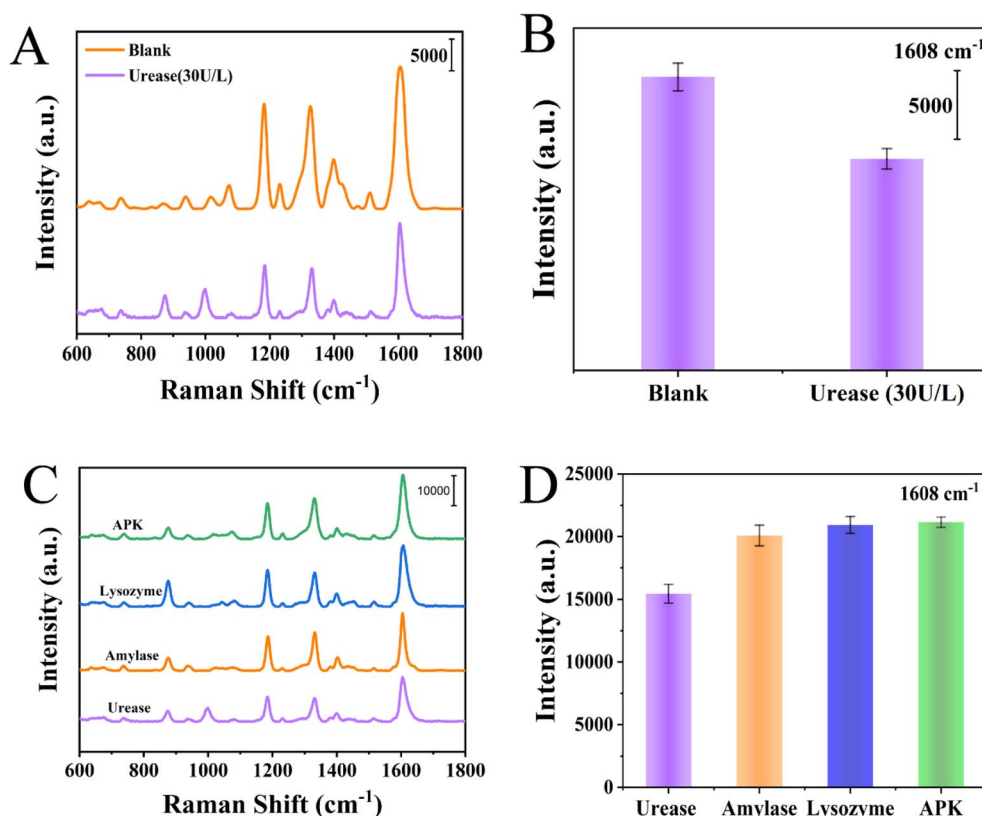 A
Blank
Urease(30U/L)
5000
Intensity (a.u.)
600 800 1000 1200 1400 1600 1800
Raman Shift (cm⁻¹)
B
1608 cm⁻¹
5000
Intensity (a.u.)
Blank Urease (30U/L)
C
10000
APK
Lysozyme
Amylase
Urease
Intensity (a.u.)
600 800 1000 1200 1400 1600 1800
Raman Shift (cm⁻¹)
D
25000
20000
15000
10000
5000
0
1608 cm⁻¹
Intensity (a.u.)
Urease Amylase Lysozyme APK